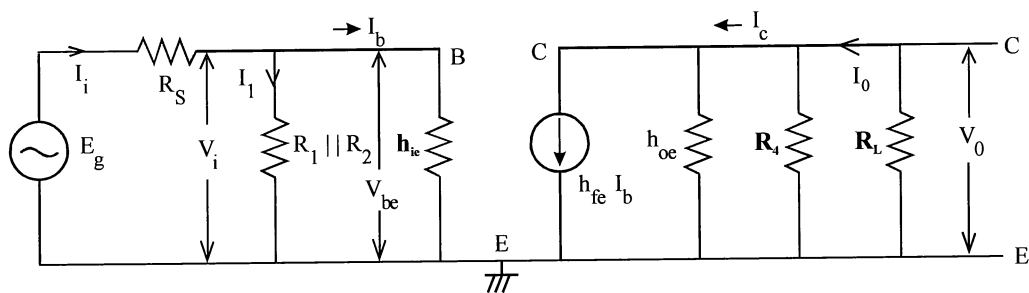 I_b
I_c
B
C
C
I_i
R_S
I_1
I_0
E_g
V_i
R_1 || R_2
h_ie
h_oe
R_4
R_L
V_0
V_be
h_fe I_b
E
E